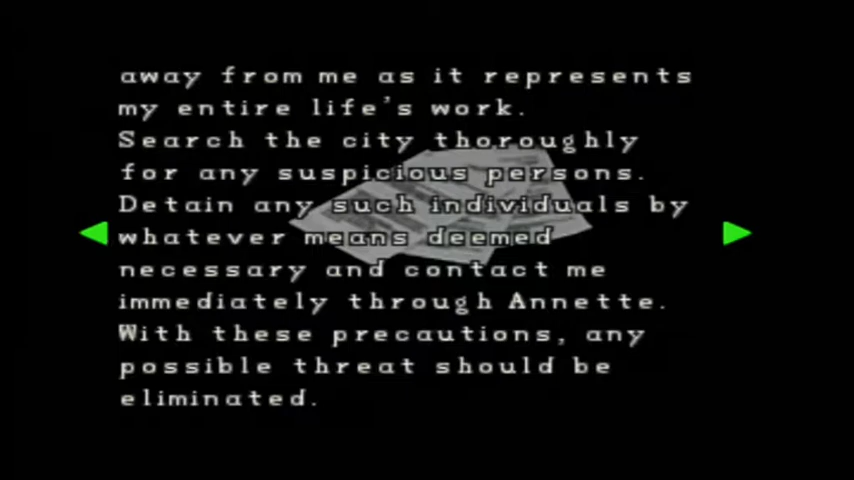 away from me as it represents
my entire life's work.
Search the city thoroughly
for any suspicious persons.
Detain any such individuals by
whatever means deemed
necessary and contact me
immediately through Annette.
With these precautions, any
possible threat should be
eliminated.